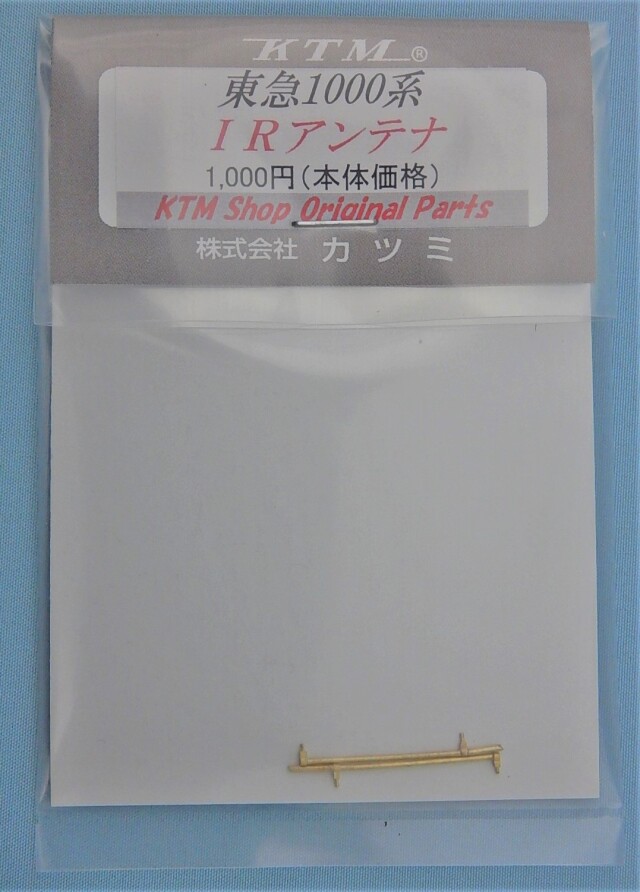 KTM®
東急1000系
IRアンテナ
1,000円(本体価格)
KTM Shop Original Parts
株式会社 カツミ